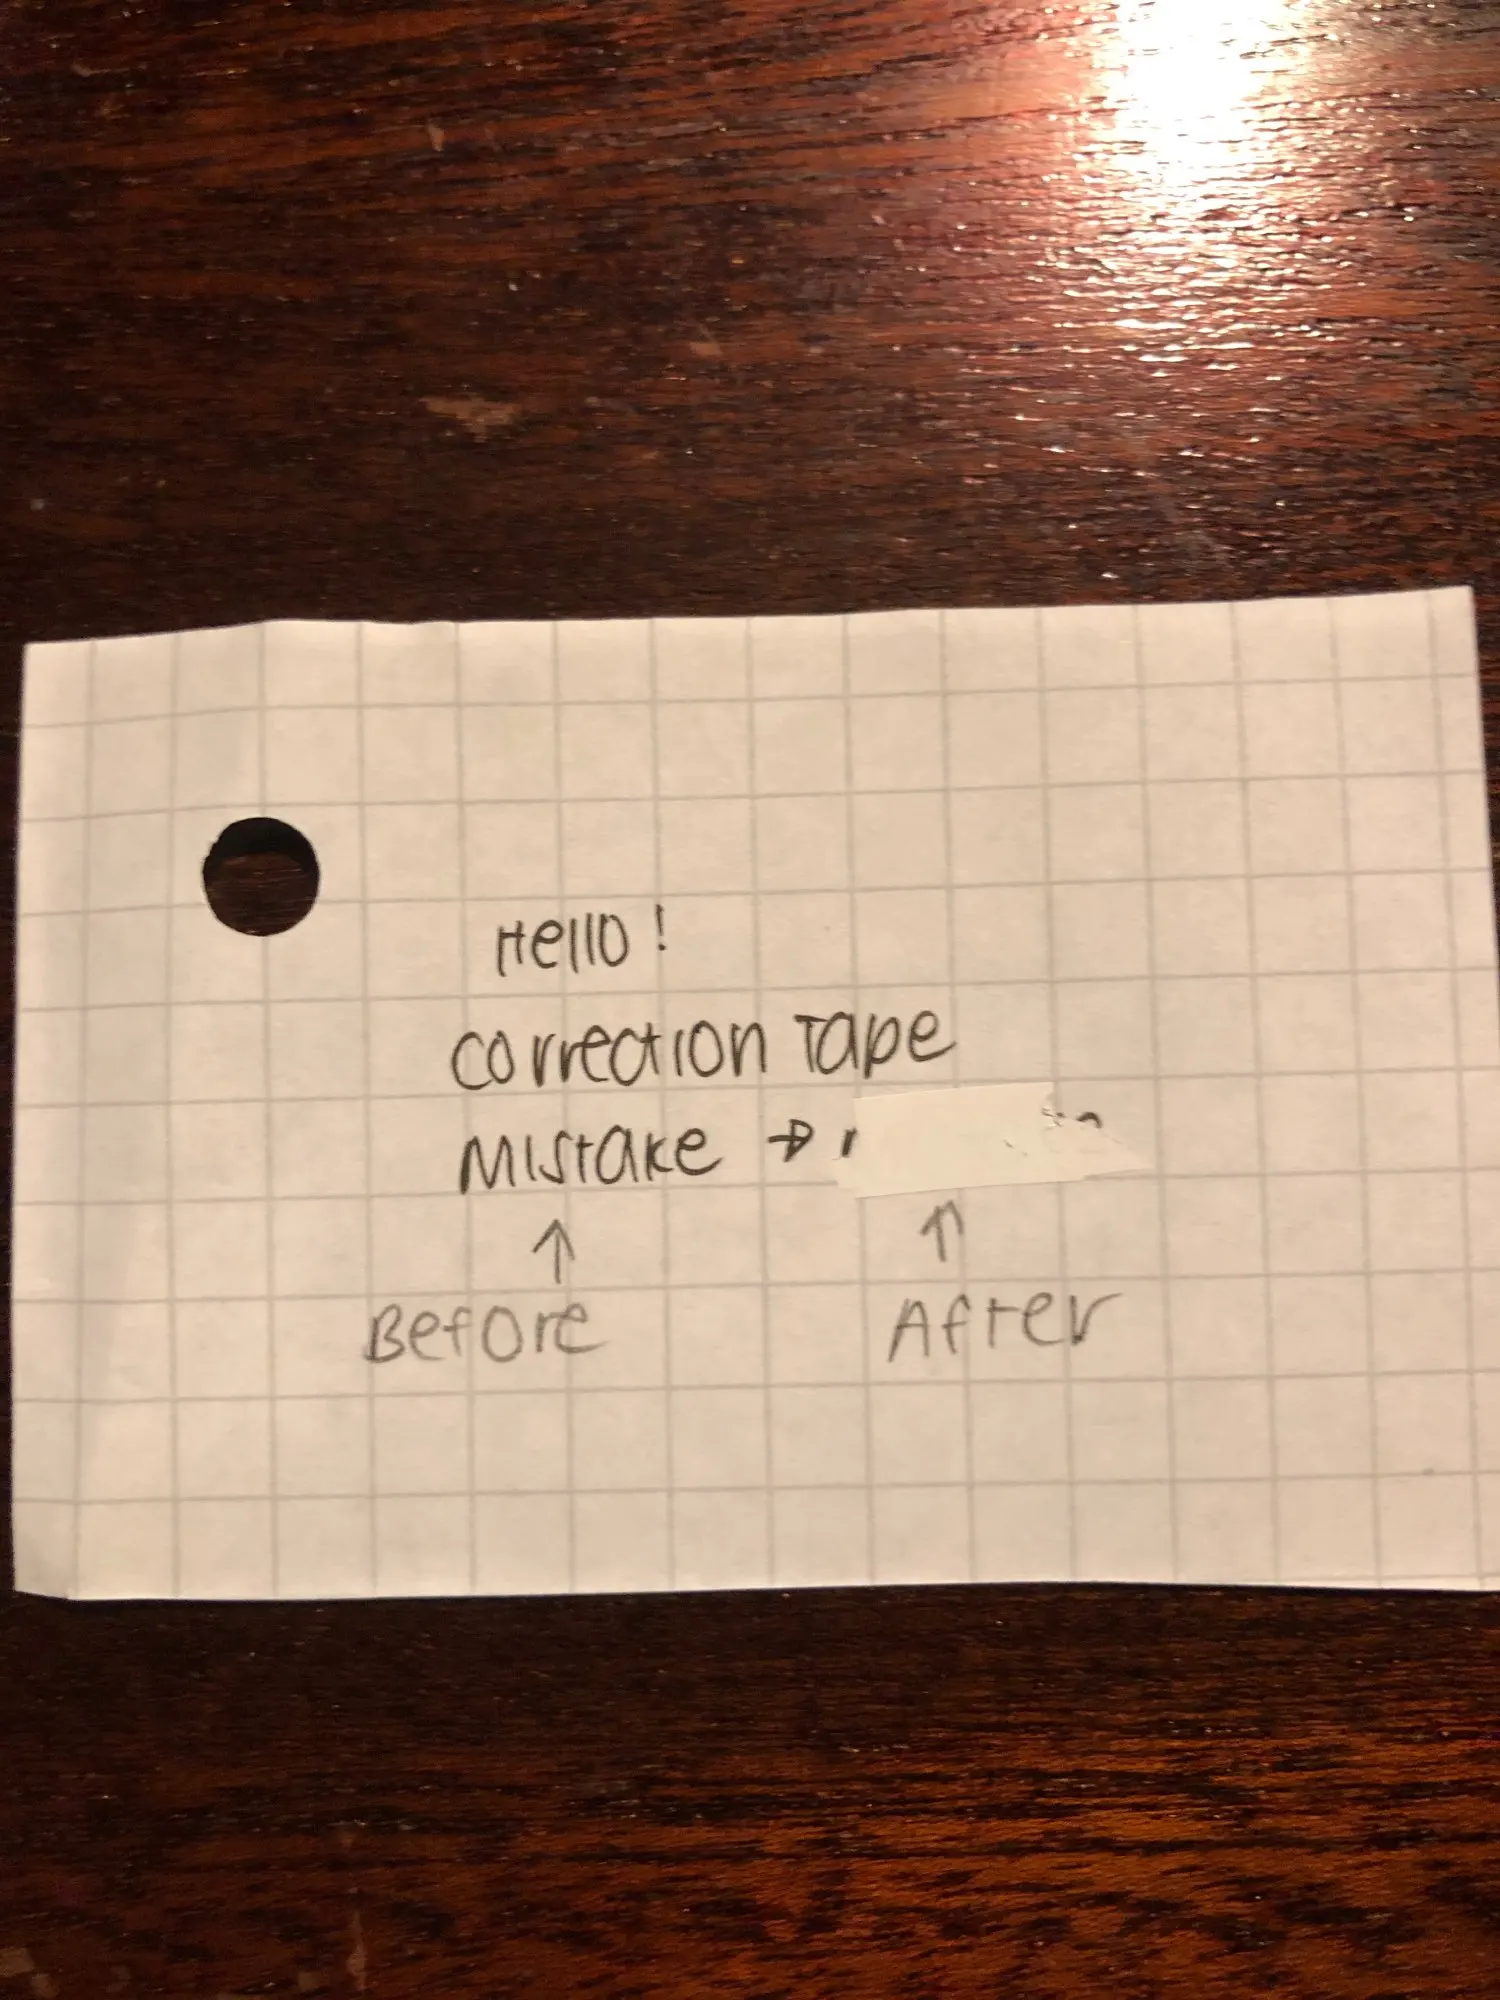 Hello!
Correction Tape
Mistake →
↑ ↑
Before After